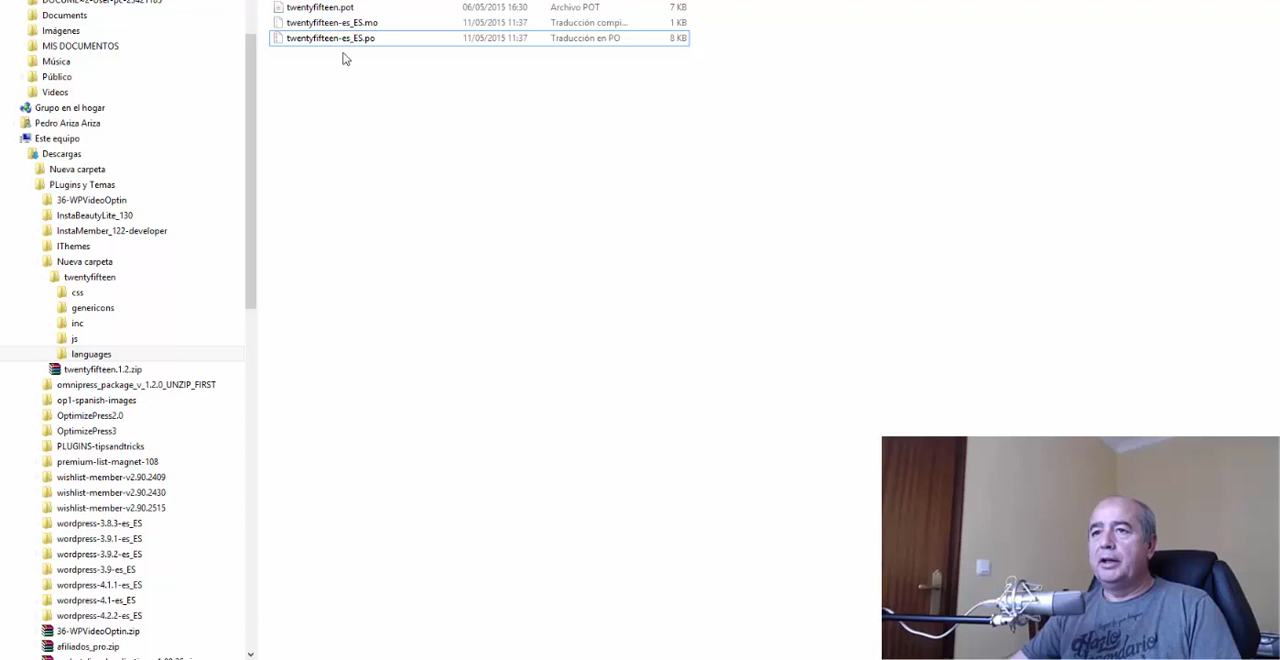 Documents
Imágenes
MIS DOCUMENTOS
Música
Público
Videos
Grupo en el hogar
Pedro Ariza Ariza
Este equipo
Descargas
Nueva carpeta
PLugins y Temas
36-WPVideoOptin
InstaBeautyLite_130
InstaMember_122-developer
IThemes
Nueva carpeta
twentyfifteen
css
genericons
inc
js
languages
twentyfifteen.1.2.zip
omnipress_package_v_1.2.0_UNZIP_FIRST
op1-spanish-images
OptimizePress2.0
OptimizePress3
PLUGINS-tipsandtricks
premium-list-magnet-108
wishlist-member-v2.90.2409
wishlist-member-v2.90.2430
wishlist-member-v2.90.2515
wordpress-3.8.3-es_ES
wordpress-3.9.1-es_ES
wordpress-3.9.2-es_ES
wordpress-3.9-es_ES
wordpress-4.1.1-es_ES
wordpress-4.1-es_ES
wordpress-4.2.2-es_ES
36-WPVideoOptin.zip
afiliados_pro.zip
twentyfifteen.pot 06/05/2015 16:30 Archivo POT 7 KB
twentyfifteen-es_ES.mo 11/05/2015 11:37 Traducción compi... 1 KB
twentyfifteen-es_ES.po 11/05/2015 11:37 Traducción en PO 8 KB
Hazlo